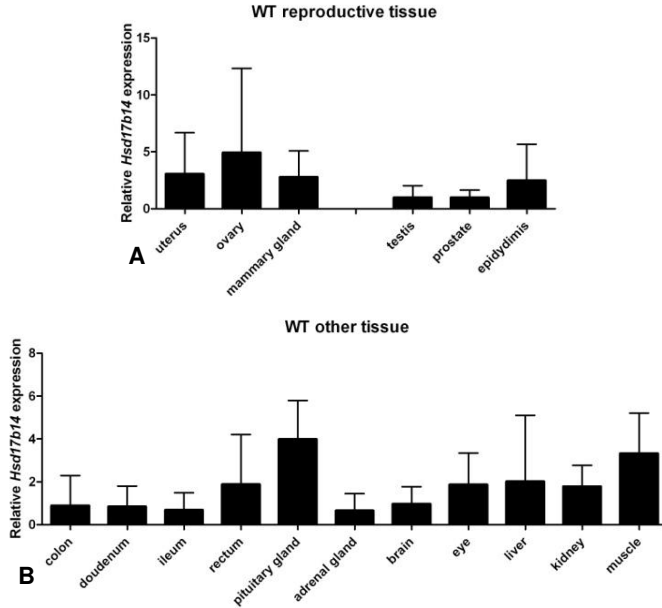 WT reproductive tissue
Relative Hsd17b14 expression
15
10
5
0
uterus
ovary
mammary gland
testis
prostate
epidydimis
A
WT other tissue
Relative Hsd17b14 expression
8
6
4
2
0
colon
doudenum
ileum
rectum
pituitary gland
adrenal gland
brain
eye
liver
kidney
muscle
B